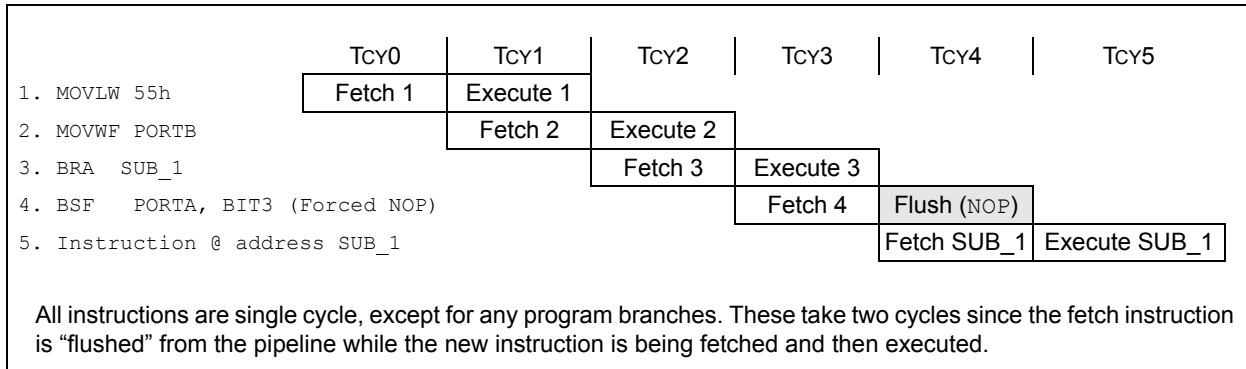 TCY0 TCY1 TCY2 TCY3 TCY4 TCY5
1. MOVLW 55h Fetch 1 Execute 1
2. MOVWF PORTB Fetch 2 Execute 2
3. BRA SUB_1 Fetch 3 Execute 3
4. BSF PORTA, BIT3 (Forced NOP) Fetch 4 Flush (NOP)
5. Instruction @ address SUB_1 Fetch SUB_1 Execute SUB_1
All instructions are single cycle, except for any program branches. These take two cycles since the fetch instruction
is “flushed” from the pipeline while the new instruction is being fetched and then executed.